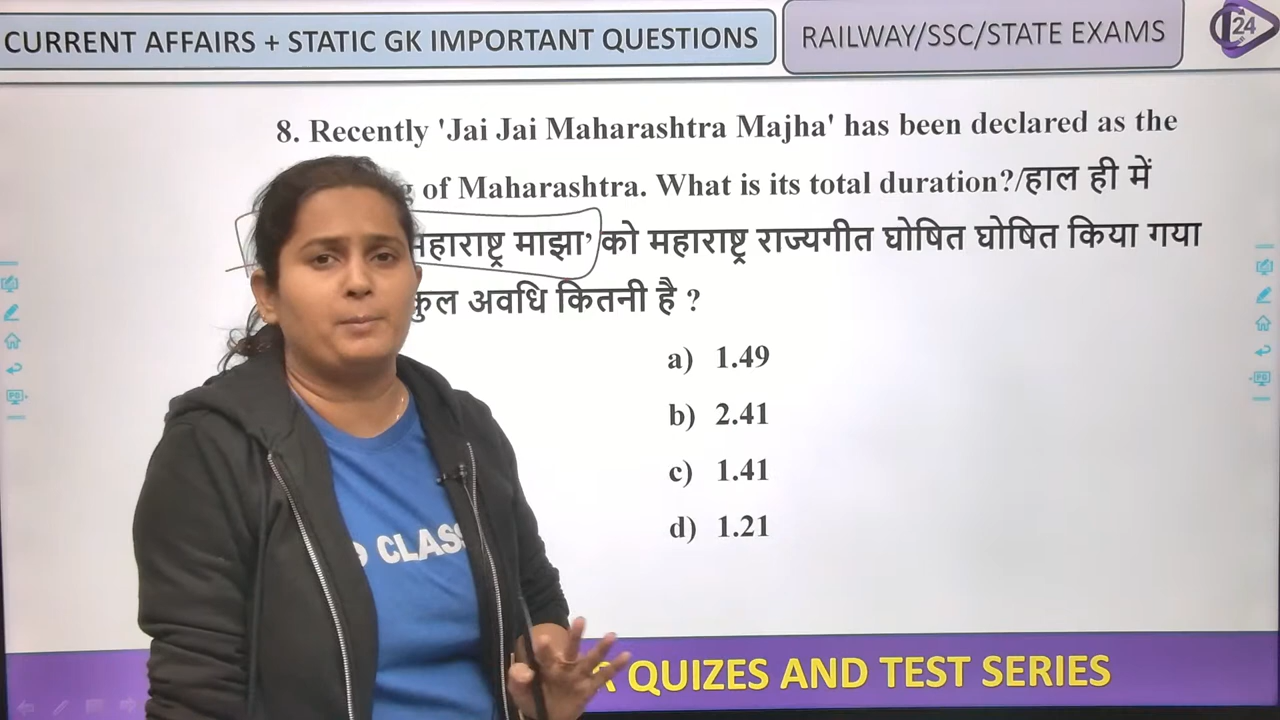 CURRENT AFFAIRS + STATIC GK IMPORTANT QUESTIONS
RAILWAY/SSC/STATE EXAMS
24
8. Recently 'Jai Jai Maharashtra Majha' has been declared as the
of Maharashtra. What is its total duration?/हाल ही में
महाराष्ट्र माझा’ को महाराष्ट्र राज्यगीत घोषित घोषित किया गया
कुल अवधि कितनी है ?
a) 1.49
b) 2.41
c) 1.41
d) 1.21
CLASS
QUIZES AND TEST SERIES